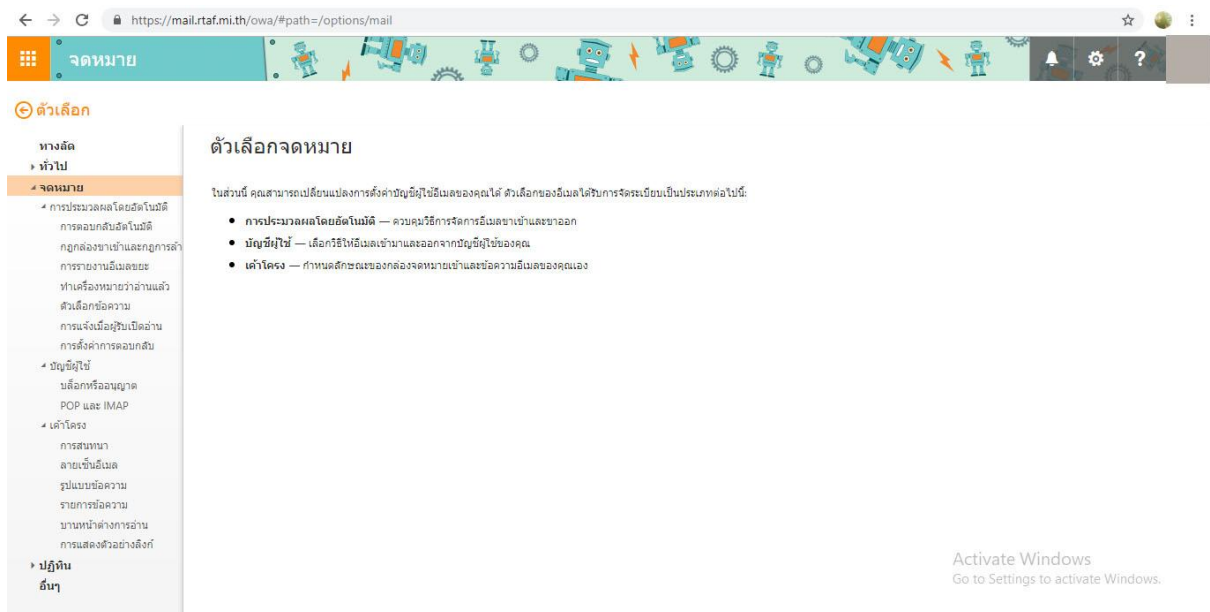 https://mail.rtaf.mi.th/owa/#path=/options/mail
จดหมาย
?
ตัวเลือก
ทางลัด
ทั่วไป
จดหมาย
การประมวลผลโดยอัตโนมัติ
การตอบกลับอัตโนมัติ
กฎกล่องขาเข้าและกฎการล้า
การรายงานอีเมลขยะ
ทำเครื่องหมายว่าอ่านแล้ว
ตัวเลือกข้อความ
การแจ้งเมื่อผู้รับเปิดอ่าน
การตั้งค่าการตอบกลับ
บัญชีผู้ใช้
บล็อกหรืออนุญาต
POP และ IMAP
เค้าโครง
การสนทนา
ลายเซ็นอีเมล
รูปแบบข้อความ
รายการข้อความ
บานหน้าต่างการอ่าน
การแสดงตัวอย่างลิงก์
ปฏิทิน
อื่นๆ
ตัวเลือกจดหมาย
ในส่วนนี้ คุณสามารถเปลี่ยนแปลงการตั้งค่าบัญชีผู้ใช้อีเมลของคุณได้ ตัวเลือกของอีเมลได้รับการจัดระเบียบเป็นประเภทต่อไปนี้:
• การประมวลผลโดยอัตโนมัติ — ควบคุมวิธีการจัดการอีเมลขาเข้าและขาออก
• บัญชีผู้ใช้ — เลือกวิธีให้อีเมลเข้ามาและออกจากบัญชีผู้ใช้ของคุณ
• เค้าโครง — กำหนดลักษณะของกล่องจดหมายเข้าและข้อความอีเมลของคุณเอง
Activate Windows
Go to Settings to activate Windows.